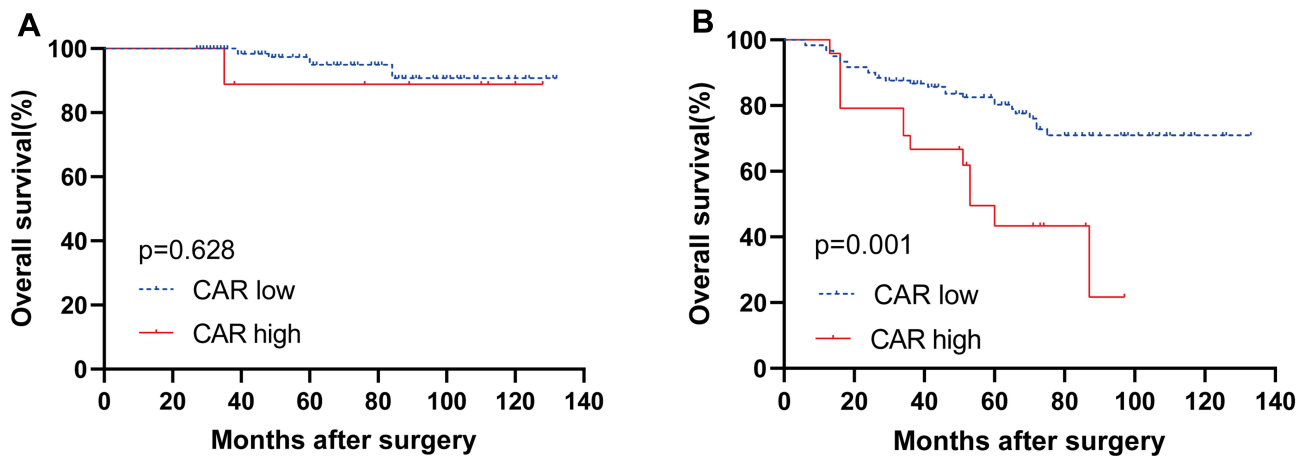 A
100
80
60
40
20
0
Overall survival(%)
p=0.628
CAR low
CAR high
0 20 40 60 80 100 120 140
Months after surgery
B
100
80
60
40
20
0
Overall survival(%)
p=0.001
CAR low
CAR high
0 20 40 60 80 100 120 140
Months after surgery